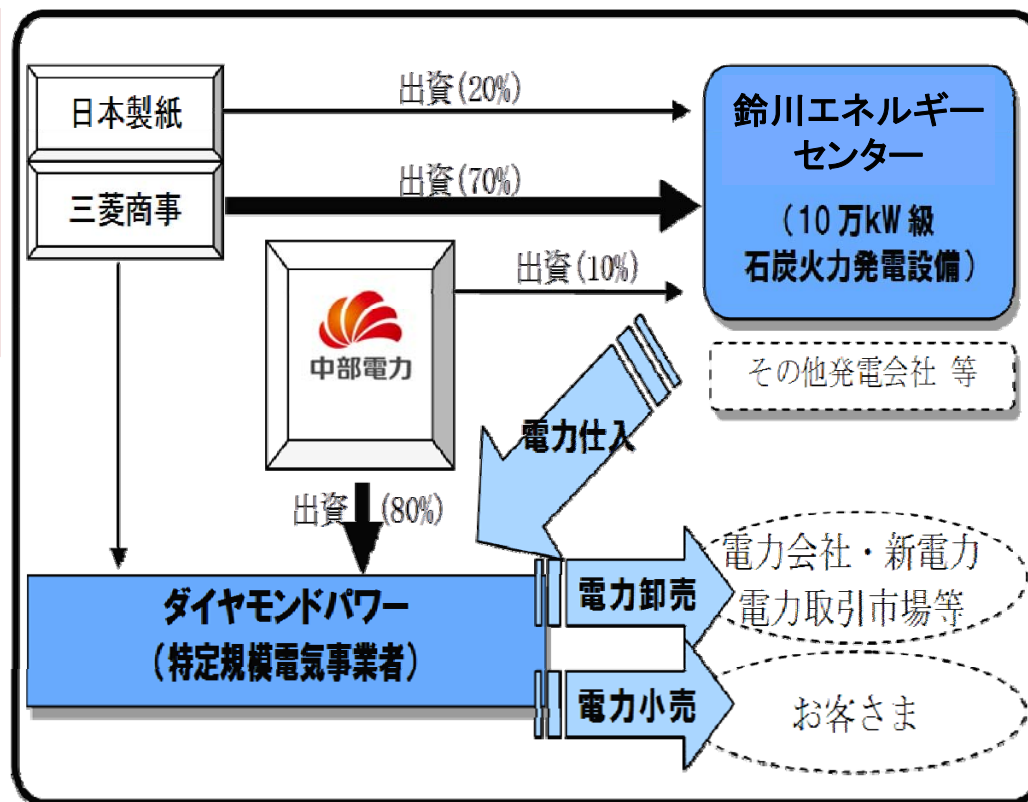 日本製紙
出資(20%)
鈴川エネルギー
センター
(10万kW級
石炭火力発電設備)
三菱商事
出資(70%)
出資(10%)
中部電力
その他発電会社 等
電力仕入
出資 (80%)
ダイヤモンドパワー
(特定規模電気事業者)
電力卸売
電力会社・新電力
電力取引市場等
電力小売
お客さま